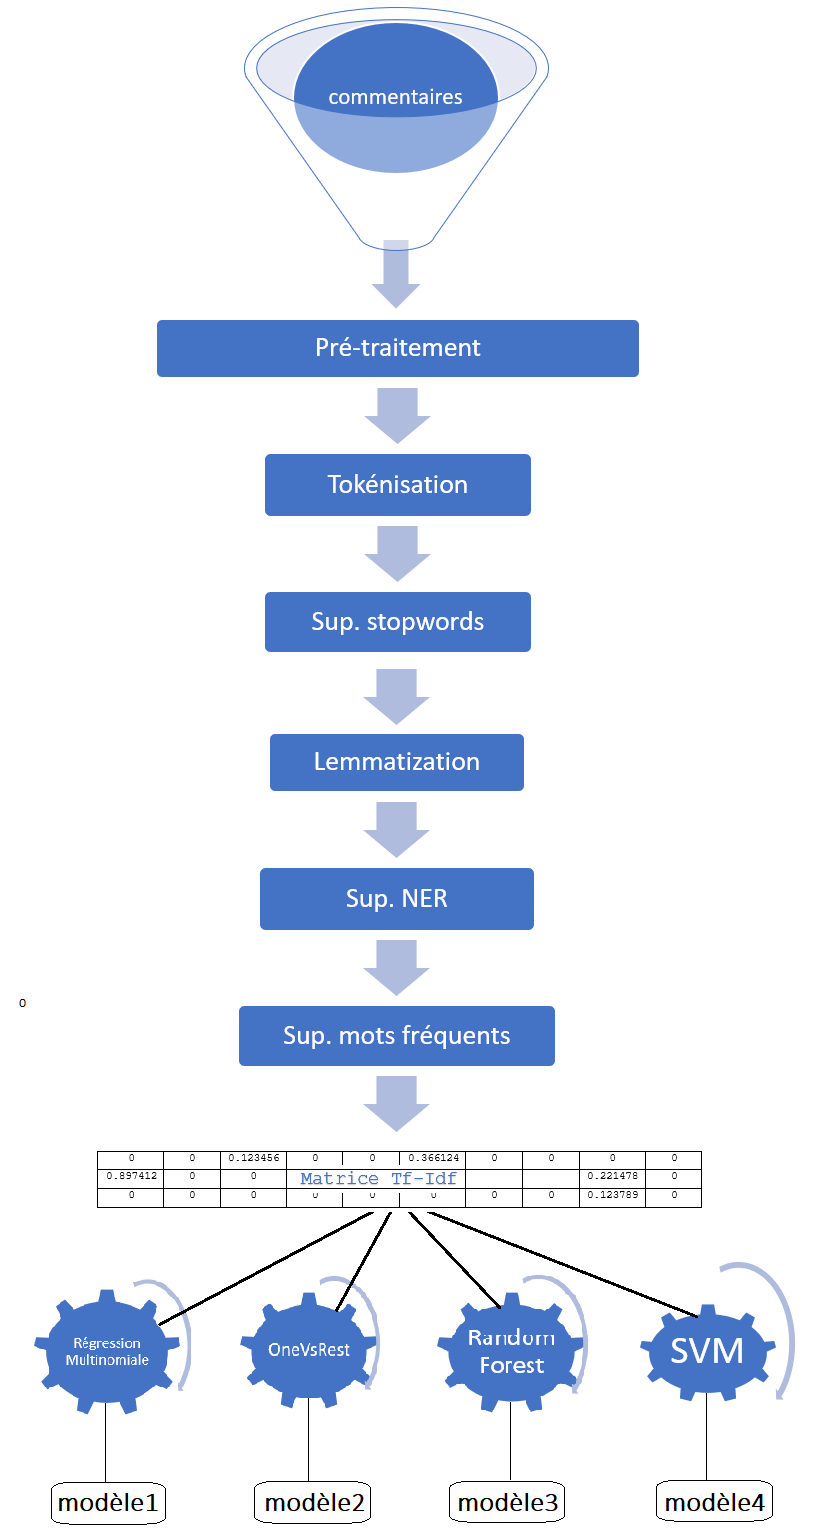 commentaires
Pré-traitement
Tokénisation
Sup. stopwords
Lemmatization
Sup. NER
0
Sup. mots fréquents
0 0 0.123456 0 0 0.366124 0 0 0 0
0.897412 0 0 Matrice Tf-Idf 0.221478 0
0 0 0 0 0 0 0 0 0.123789 0
Régression
Multinomiale
OneVsRest
Random
Forest
SVM
modèle1 modèle2 modèle3 modèle4